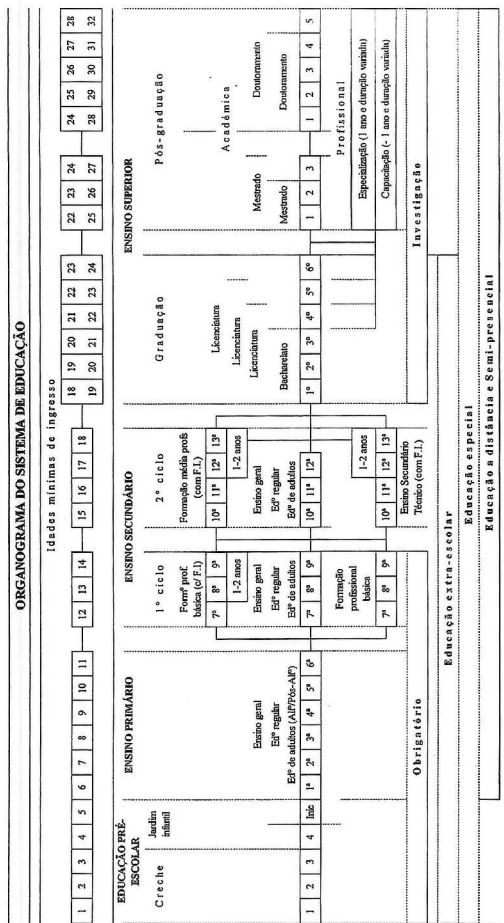 ORGANOGRAMA DO SISTEMA DE EDUCAÇÃO
Idades mínimas de ingresso
1 2 3 4 5 6 7 8 9 10 11 12 13 14 15 16 17 18
18 19 20 21 22 23
19 20 21 22 23 24
22 23 24
25 26 27
24 25 26 27 28
28 29 30 31 32
EDUCAÇÃO PRÉ-ESCOLAR
Creche
Jardim infantil
1 2 3 4 Inic
ENSINO PRIMÁRIO
Ensino geral
Edº regular
Edº de adultos (Alfº/Pós-Alfº)
1ª 2ª 3ª 4ª 5ª 6ª
ENSINO SECUNDÁRIO
1º ciclo
Formº prof.
básica (c/ F.I.)
7ª 8ª 9ª
1-2 anos
Ensino geral
Edº regular
Edº de adultos
7ª 8ª 9ª
Formação
profissional
básica
7ª 8ª 9ª
2º ciclo
Formação média profs
(com F.I.)
10ª 11ª 12ª 13ª
1-2 anos
Ensino geral
Edº regular
Edº de adultos
10ª 11ª 12ª
1-2 anos
10ª 11ª 12ª 13ª
Ensino Secundário
Técnico (com F.I.)
ENSINO SUPERIOR
Graduação
Licenciatura
Licenciatura
Licenciatura
Bacharelato
1º 2º 3º 4º 5º 6º
Pós-graduação
Académica
Mestrado
Mestrado
1 2 3
Doutoramento
Doutoramento
1 2 3 4 5
Profissional
Especialização (1 ano e duração variada)
Capacitação (- 1 ano e duração variada)
Obrigatório
Investigação
Educação extra-escolar
Educação especial
Educação a distância e Semi-presencial